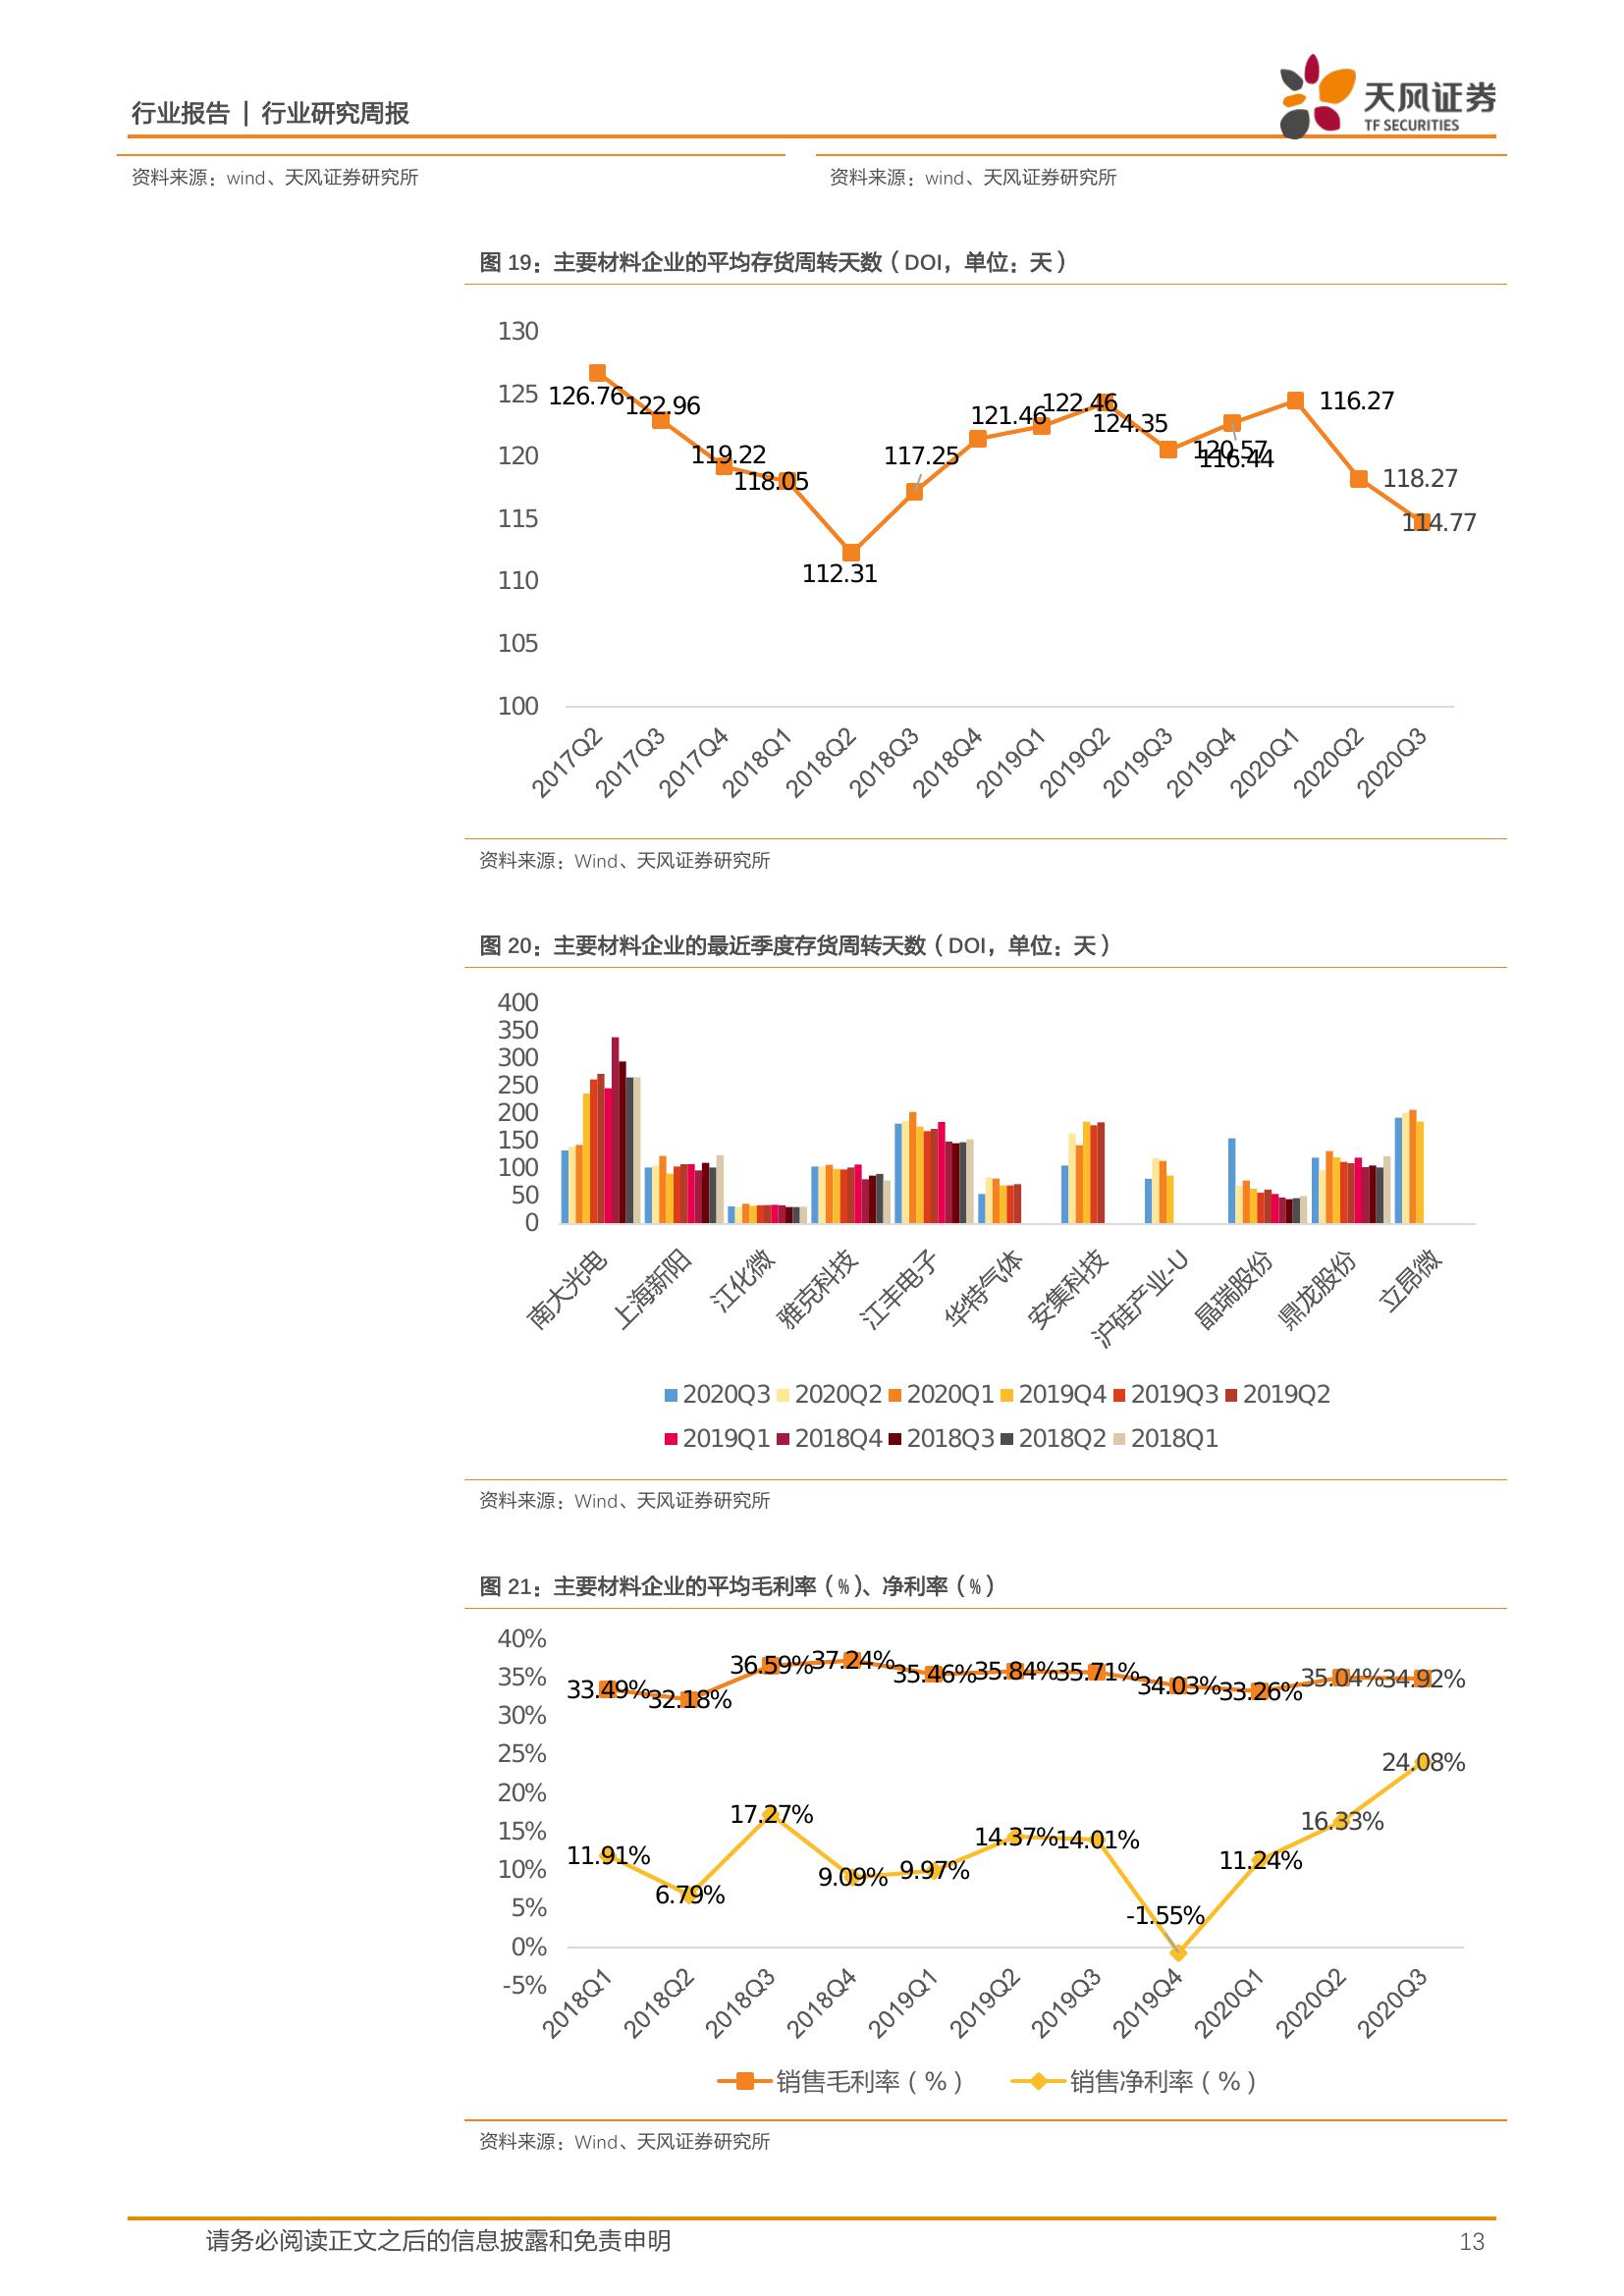 行业报告 | 行业研究周报
天风证券
TF SECURITIES
资料来源：wind、天风证券研究所
资料来源：wind、天风证券研究所
图 19：主要材料企业的平均存货周转天数（DOI，单位：天）
130
125
120
115
110
105
100
126.76
122.96
119.22
118.05
112.31
117.25
121.46
122.46
124.35
120.57
116.44
116.27
118.27
114.77
2017Q2
2017Q3
2017Q4
2018Q1
2018Q2
2018Q3
2018Q4
2019Q1
2019Q2
2019Q3
2019Q4
2020Q1
2020Q2
2020Q3
资料来源：Wind、天风证券研究所
图 20：主要材料企业的最近季度存货周转天数（DOI，单位：天）
400
350
300
250
200
150
100
50
0
南大光电
上海新阳
江化微
雅克科技
江丰电子
华特气体
安集科技
沪硅产业-U
晶瑞股份
鼎龙股份
立昂微
2020Q3 2020Q2 2020Q1 2019Q4 2019Q3 2019Q2
2019Q1 2018Q4 2018Q3 2018Q2 2018Q1
资料来源：Wind、天风证券研究所
图 21：主要材料企业的平均毛利率（%）、净利率（%）
40%
35%
30%
25%
20%
15%
10%
5%
0%
-5%
33.49%
32.18%
36.59%
37.24%
35.46%
35.84%
35.71%
34.03%
33.26%
35.04%
34.92%
11.91%
6.79%
17.27%
9.09%
9.97%
14.37%
14.01%
-1.55%
11.24%
16.33%
24.08%
2018Q1
2018Q2
2018Q3
2018Q4
2019Q1
2019Q2
2019Q3
2019Q4
2020Q1
2020Q2
2020Q3
销售毛利率（%） 销售净利率（%）
资料来源：Wind、天风证券研究所
请务必阅读正文之后的信息披露和免责申明
13